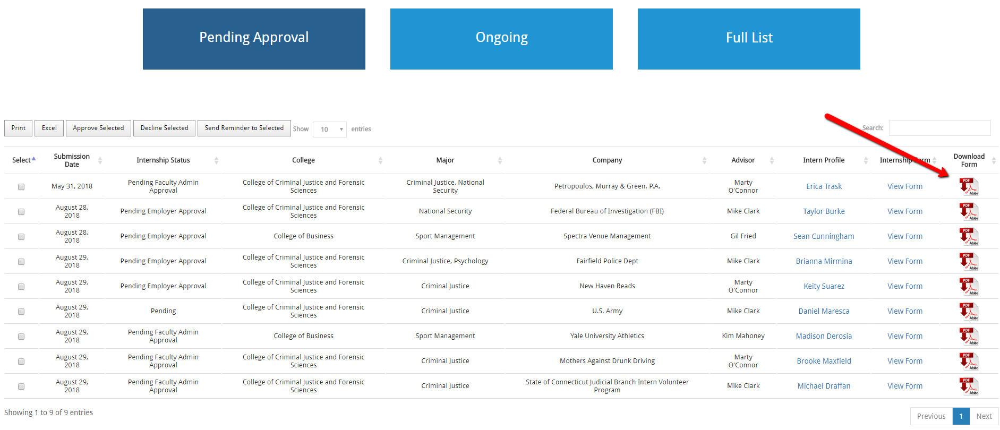 Pending Approval
Ongoing
Full List
Print
Excel
Approve Selected
Decline Selected
Send Reminder to Selected
Show
10
entries
Search:
Select
Submission
Date
Internship Status
College
Major
Company
Advisor
Intern Profile
Internship Form
Download
Form
May 31, 2018
Pending Faculty Admin
Approval
College of Criminal Justice and Forensic
Sciences
Criminal Justice, National
Security
Petropoulos, Murray & Green, P.A.
Marty
O'Connor
Erica Trask
View Form
PDF
Adobe
August 28,
2018
Pending Employer Approval
College of Criminal Justice and Forensic
Sciences
National Security
Federal Bureau of Investigation (FBI)
Mike Clark
Taylor Burke
View Form
PDF
Adobe
August 28,
2018
Pending Employer Approval
College of Business
Sport Management
Spectra Venue Management
Gil Fried
Sean Cunningham
View Form
PDF
Adobe
August 29,
2018
Pending Employer Approval
College of Criminal Justice and Forensic
Sciences
Criminal Justice, Psychology
Fairfield Police Dept
Mike Clark
Brianna Mirmina
View Form
PDF
Adobe
August 29,
2018
Pending Employer Approval
College of Criminal Justice and Forensic
Sciences
Criminal Justice
New Haven Reads
Marty
O'Connor
Keity Suarez
View Form
PDF
Adobe
August 29,
2018
Pending
College of Criminal Justice and Forensic
Sciences
Criminal Justice
U.S. Army
Mike Clark
Daniel Maresca
View Form
PDF
Adobe
August 29,
2018
Pending Faculty Admin
Approval
College of Business
Sport Management
Yale University Athletics
Kim Mahoney
Madison Derosia
View Form
PDF
Adobe
August 29,
2018
Pending Faculty Admin
Approval
College of Criminal Justice and Forensic
Sciences
Criminal Justice
Mothers Against Drunk Driving
Marty
O'Connor
Brooke Maxfield
View Form
PDF
Adobe
August 29,
2018
Pending Faculty Admin
Approval
College of Criminal Justice and Forensic
Sciences
Criminal Justice
State of Connecticut Judicial Branch Intern Volunteer
Program
Mike Clark
Michael Draffan
View Form
PDF
Adobe
Showing 1 to 9 of 9 entries
Previous
1
Next